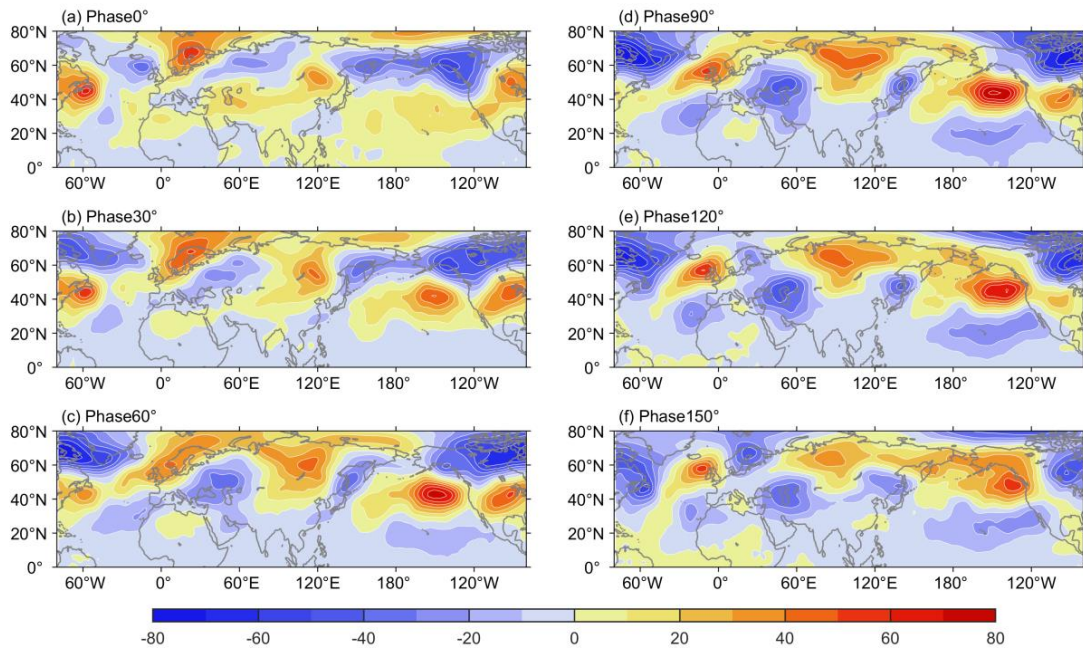 (a) Phase0°
80°N
60°N
40°N
20°N
0°
60°W 0° 60°E 120°E 180° 120°W
(b) Phase30°
80°N
60°N
40°N
20°N
0°
60°W 0° 60°E 120°E 180° 120°W
(c) Phase60°
80°N
60°N
40°N
20°N
0°
60°W 0° 60°E 120°E 180° 120°W
(d) Phase90°
80°N
60°N
40°N
20°N
0°
60°W 0° 60°E 120°E 180° 120°W
(e) Phase120°
80°N
60°N
40°N
20°N
0°
60°W 0° 60°E 120°E 180° 120°W
(f) Phase150°
80°N
60°N
40°N
20°N
0°
60°W 0° 60°E 120°E 180° 120°W
-80 -60 -40 -20 0 20 40 60 80